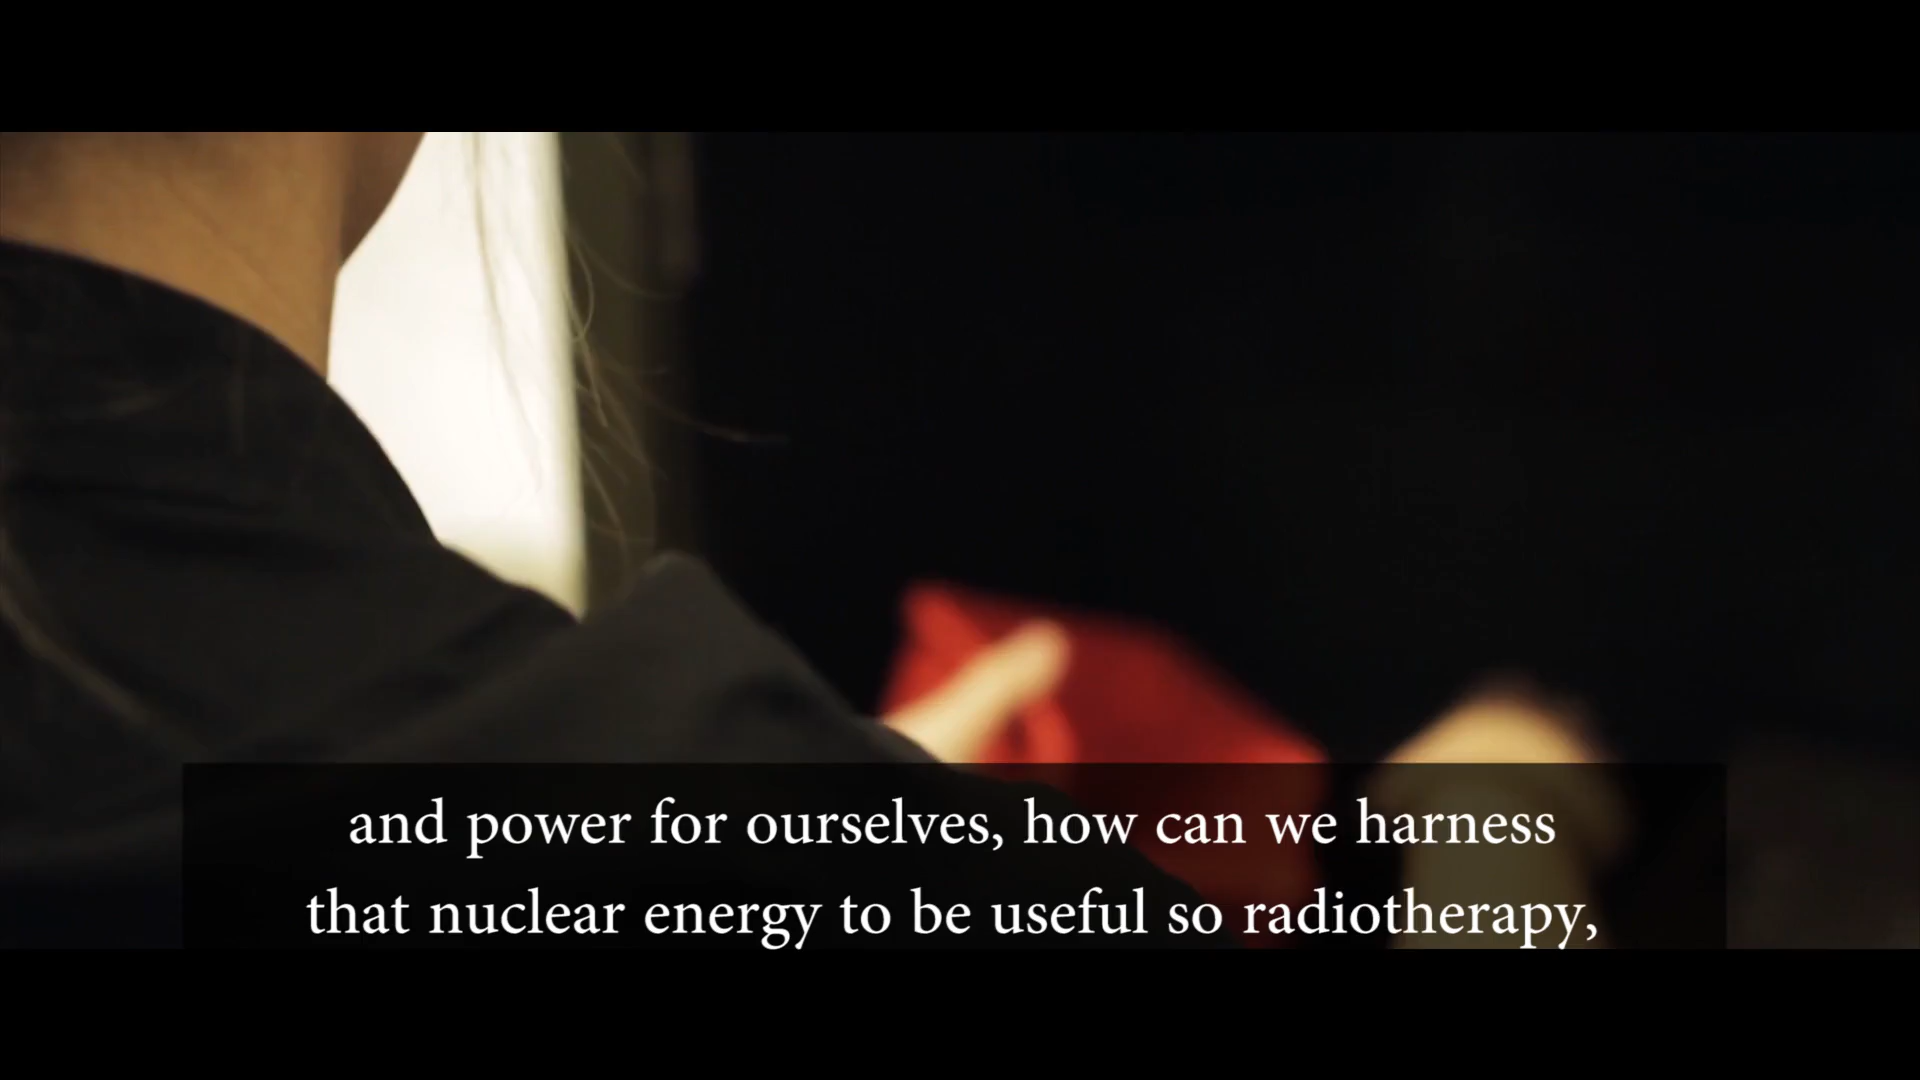 and power for ourselves, how can we harness
that nuclear energy to be useful so radiotherapy,